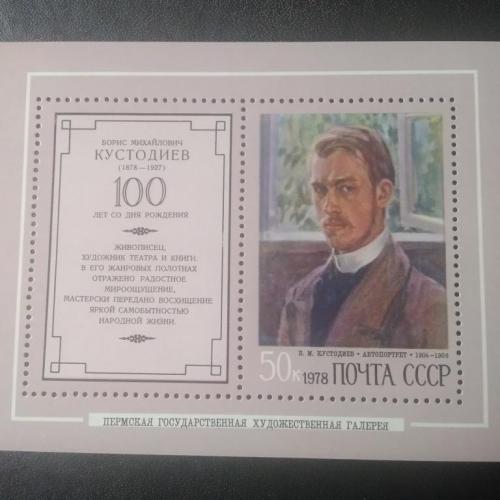 БОРИС МИХАЙЛОВИЧ
КУСТОДИЕВ
(1878—1927)
100
ЛЕТ СО ДНЯ РОЖДЕНИЯ
ЖИВОПИСЕЦ,
ХУДОЖНИК ТЕАТРА И КНИГИ.
В ЕГО ЖАНРОВЫХ ПОЛОТНАХ
ОТРАЖЕНО РАДОСТНОЕ
МИРООЩУЩЕНИЕ,
МАСТЕРСКИ ПЕРЕДАНО ВОСХИЩЕНИЕ
ЯРКОЙ САМОБЫТНОСТЬЮ
НАРОДНОЙ ЖИЗНИ.
Б. М. КУСТОДИЕВ • АВТОПОРТРЕТ • 1904—1905
50к 1978 ПОЧТА СССР
ПЕРМСКАЯ ГОСУДАРСТВЕННАЯ ХУДОЖЕСТВЕННАЯ ГАЛЕРЕЯ